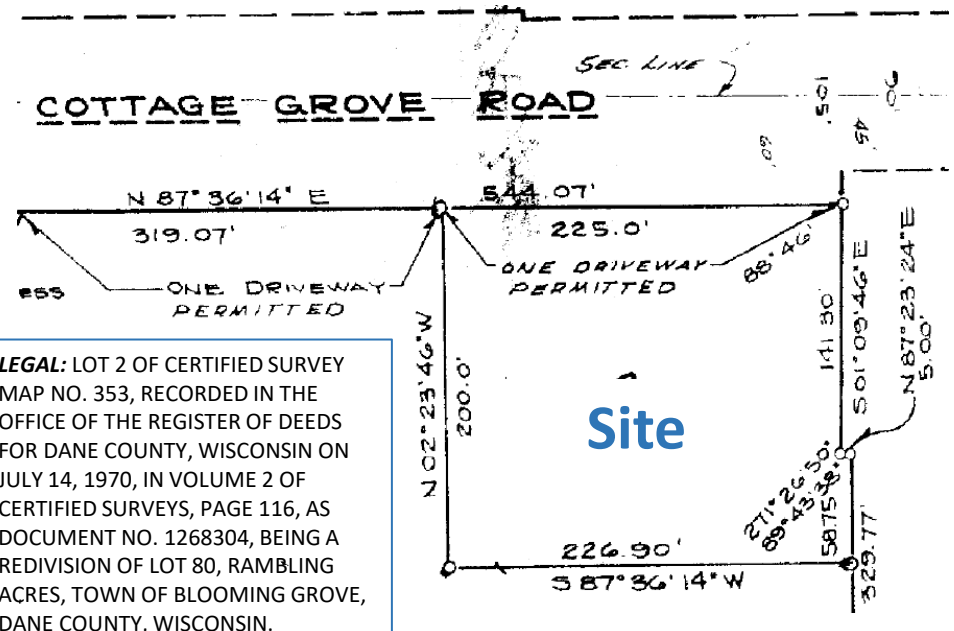 SEC. LINE
COTTAGE GROVE ROAD
105.
90
45'
60'
N 87° 36' 14" E
544.07'
319.07'
225.0'
88°46'
ESS
ONE DRIVEWAY
PERMITTED
ONE DRIVEWAY
PERMITTED
N 02° 23' 46" W
200.0'
141.30'
S 01° 09' 46" E
N 87° 23' 24" E
5.00'
LEGAL: LOT 2 OF CERTIFIED SURVEY
MAP NO. 353, RECORDED IN THE
OFFICE OF THE REGISTER OF DEEDS
FOR DANE COUNTY, WISCONSIN ON
JULY 14, 1970, IN VOLUME 2 OF
CERTIFIED SURVEYS, PAGE 116, AS
DOCUMENT NO. 1268304, BEING A
REDIVISION OF LOT 80, RAMBLING
ACRES, TOWN OF BLOOMING GROVE,
DANE COUNTY, WISCONSIN.
Site
271° 26' 50"
89° 43' 38"
58.75'
329.77'
226.90'
S 87° 36' 14" W